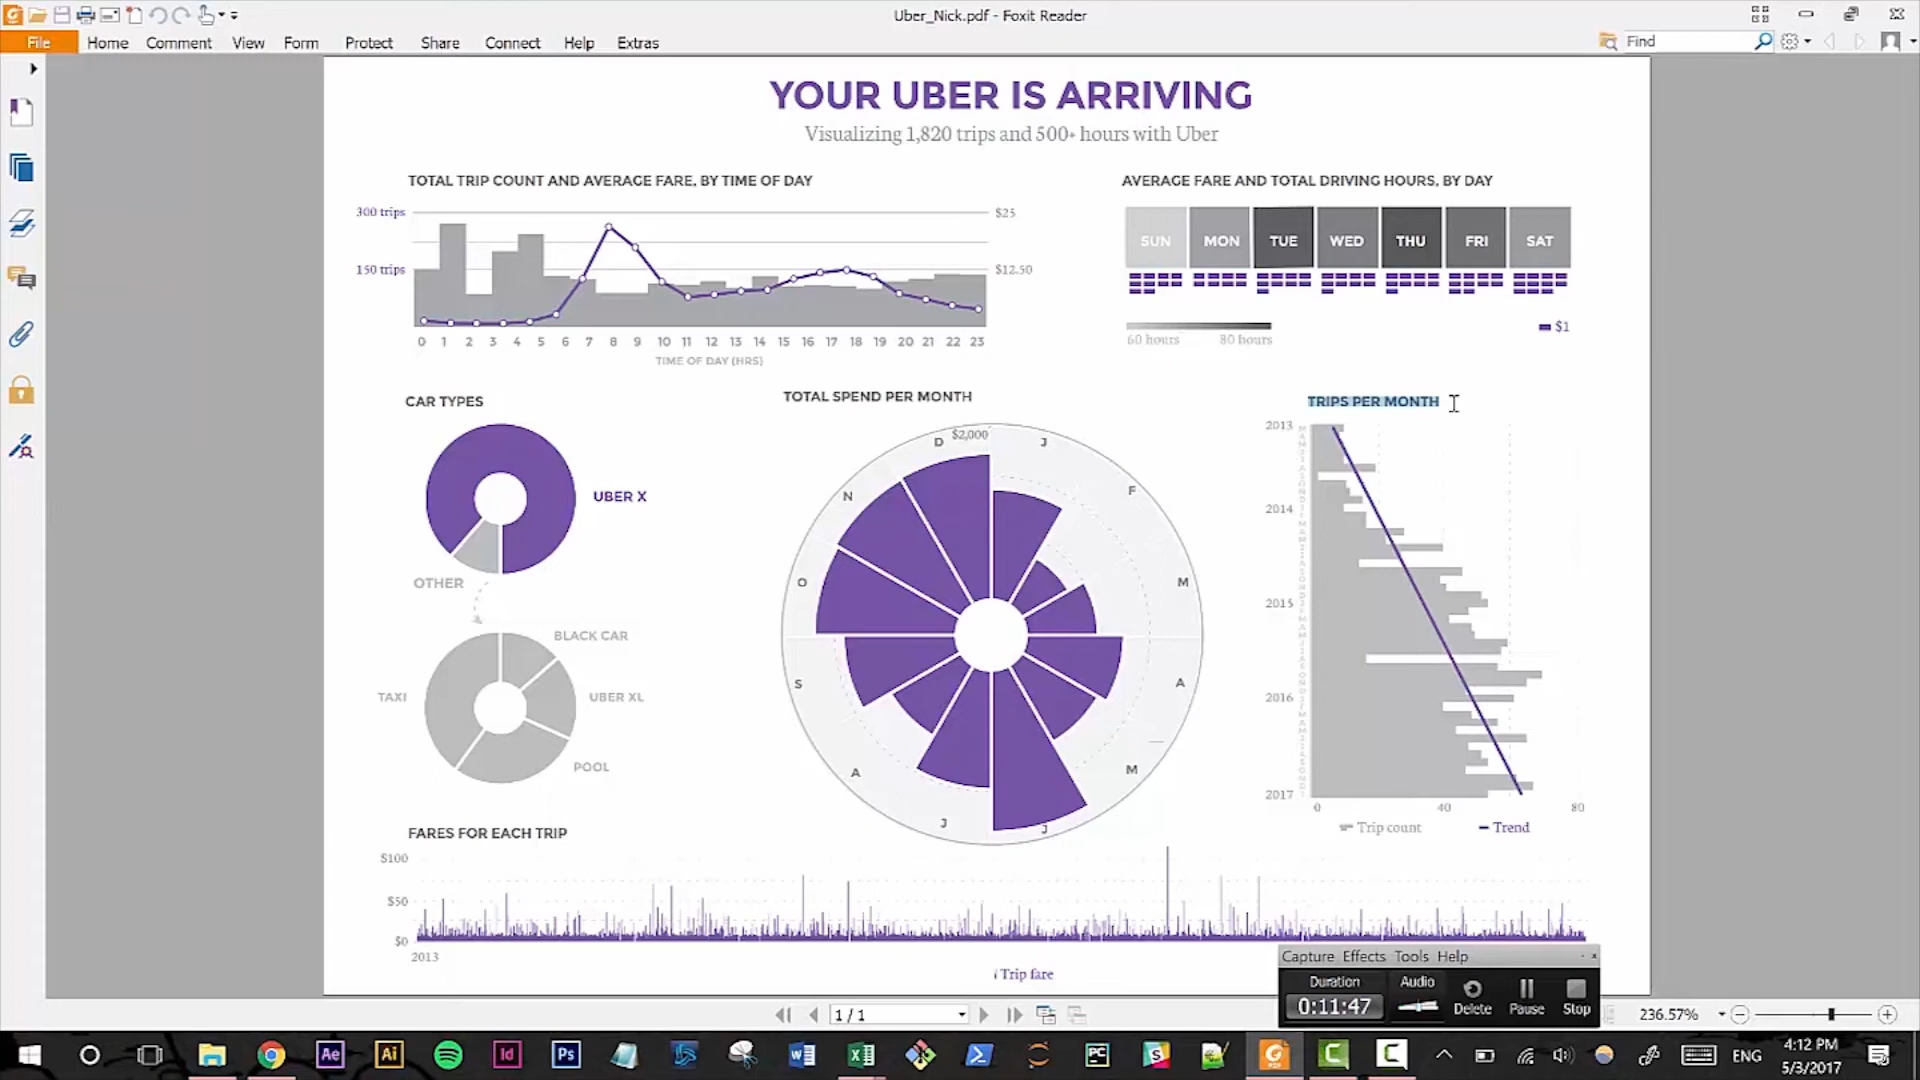 Uber_Nick.pdf - Foxit Reader
File Home Comment View Form Protect Share Connect Help Extras
Find
YOUR UBER IS ARRIVING
Visualizing 1,820 trips and 500+ hours with Uber
TOTAL TRIP COUNT AND AVERAGE FARE, BY TIME OF DAY
300 trips
$25
150 trips
$12.50
0 1 2 3 4 5 6 7 8 9 10 11 12 13 14 15 16 17 18 19 20 21 22 23
TIME OF DAY (HRS)
AVERAGE FARE AND TOTAL DRIVING HOURS, BY DAY
SUN MON TUE WED THU FRI SAT
60 hours 80 hours
$1
CAR TYPES
UBER X
OTHER
BLACK CAR
TAXI
UBER XL
POOL
TOTAL SPEND PER MONTH
$2,000
J
F
M
A
M
J
J
A
S
O
N
D
TRIPS PER MONTH
2013
2014
2015
2016
2017
0 40 80
Trip count Trend
FARES FOR EACH TRIP
$100
$50
$0
2013
Trip fare
Capture Effects Tools Help
Duration Audio
0:11:47 Delete Pause Stop
1 / 1
236.57%
Ae Ai Id Ps PC
ENG
4:12 PM
5/3/2017